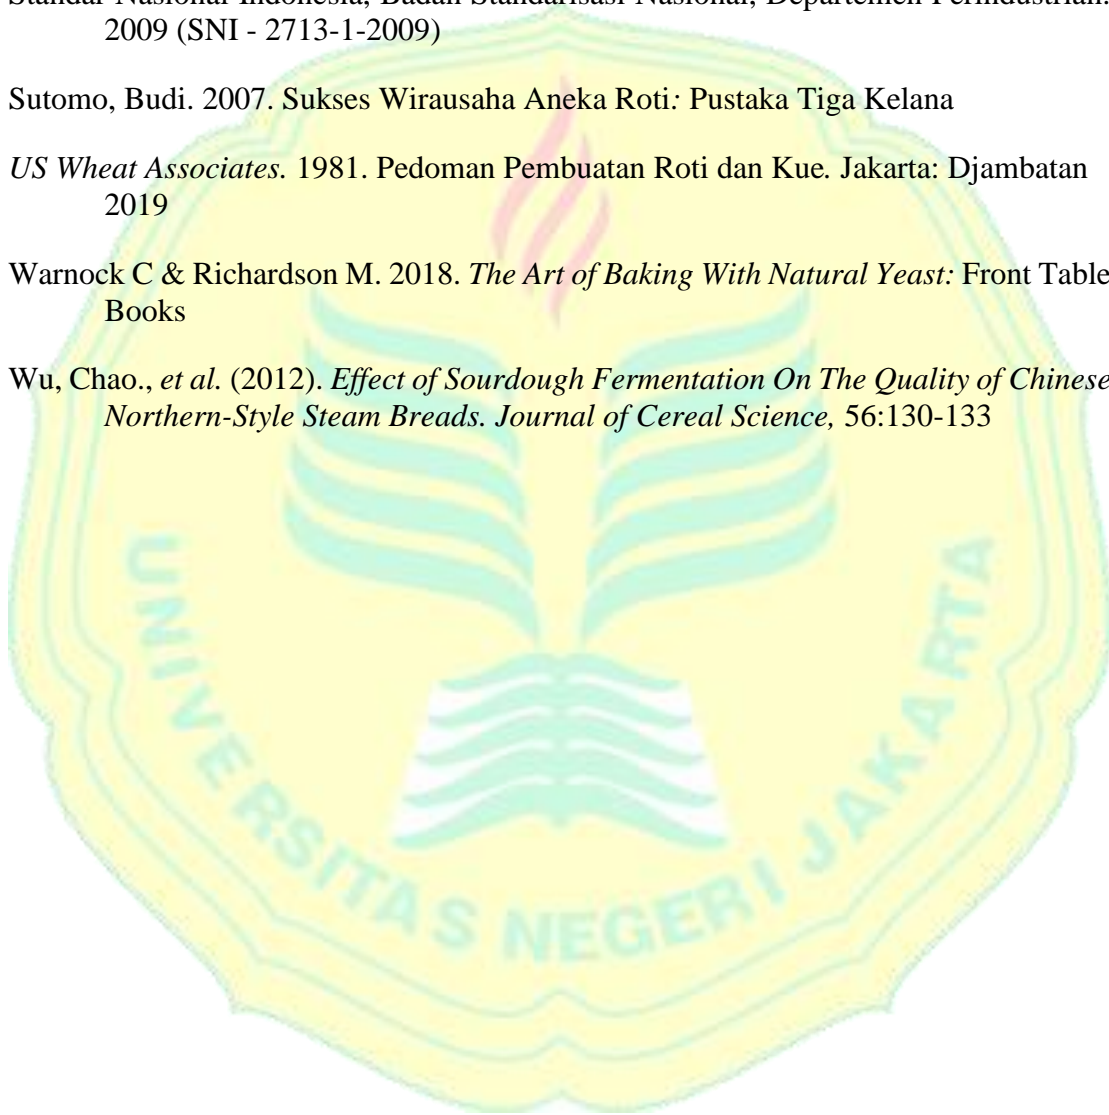 Standar Nasional Indonesia, Badan Standarisasi Nasional, Departemen Perindustrian.
2009 (SNI - 2713-1-2009)
Sutomo, Budi. 2007. Sukses Wirausaha Aneka Roti: Pustaka Tiga Kelana
US Wheat Associates. 1981. Pedoman Pembuatan Roti dan Kue. Jakarta: Djambatan
2019
Warnock C & Richardson M. 2018. The Art of Baking With Natural Yeast: Front Table
Books
Wu, Chao., et al. (2012). Effect of Sourdough Fermentation On The Quality of Chinese
Northern-Style Steam Breads. Journal of Cereal Science, 56:130-133
UNIVERSITAS NEGERI JAKARTA